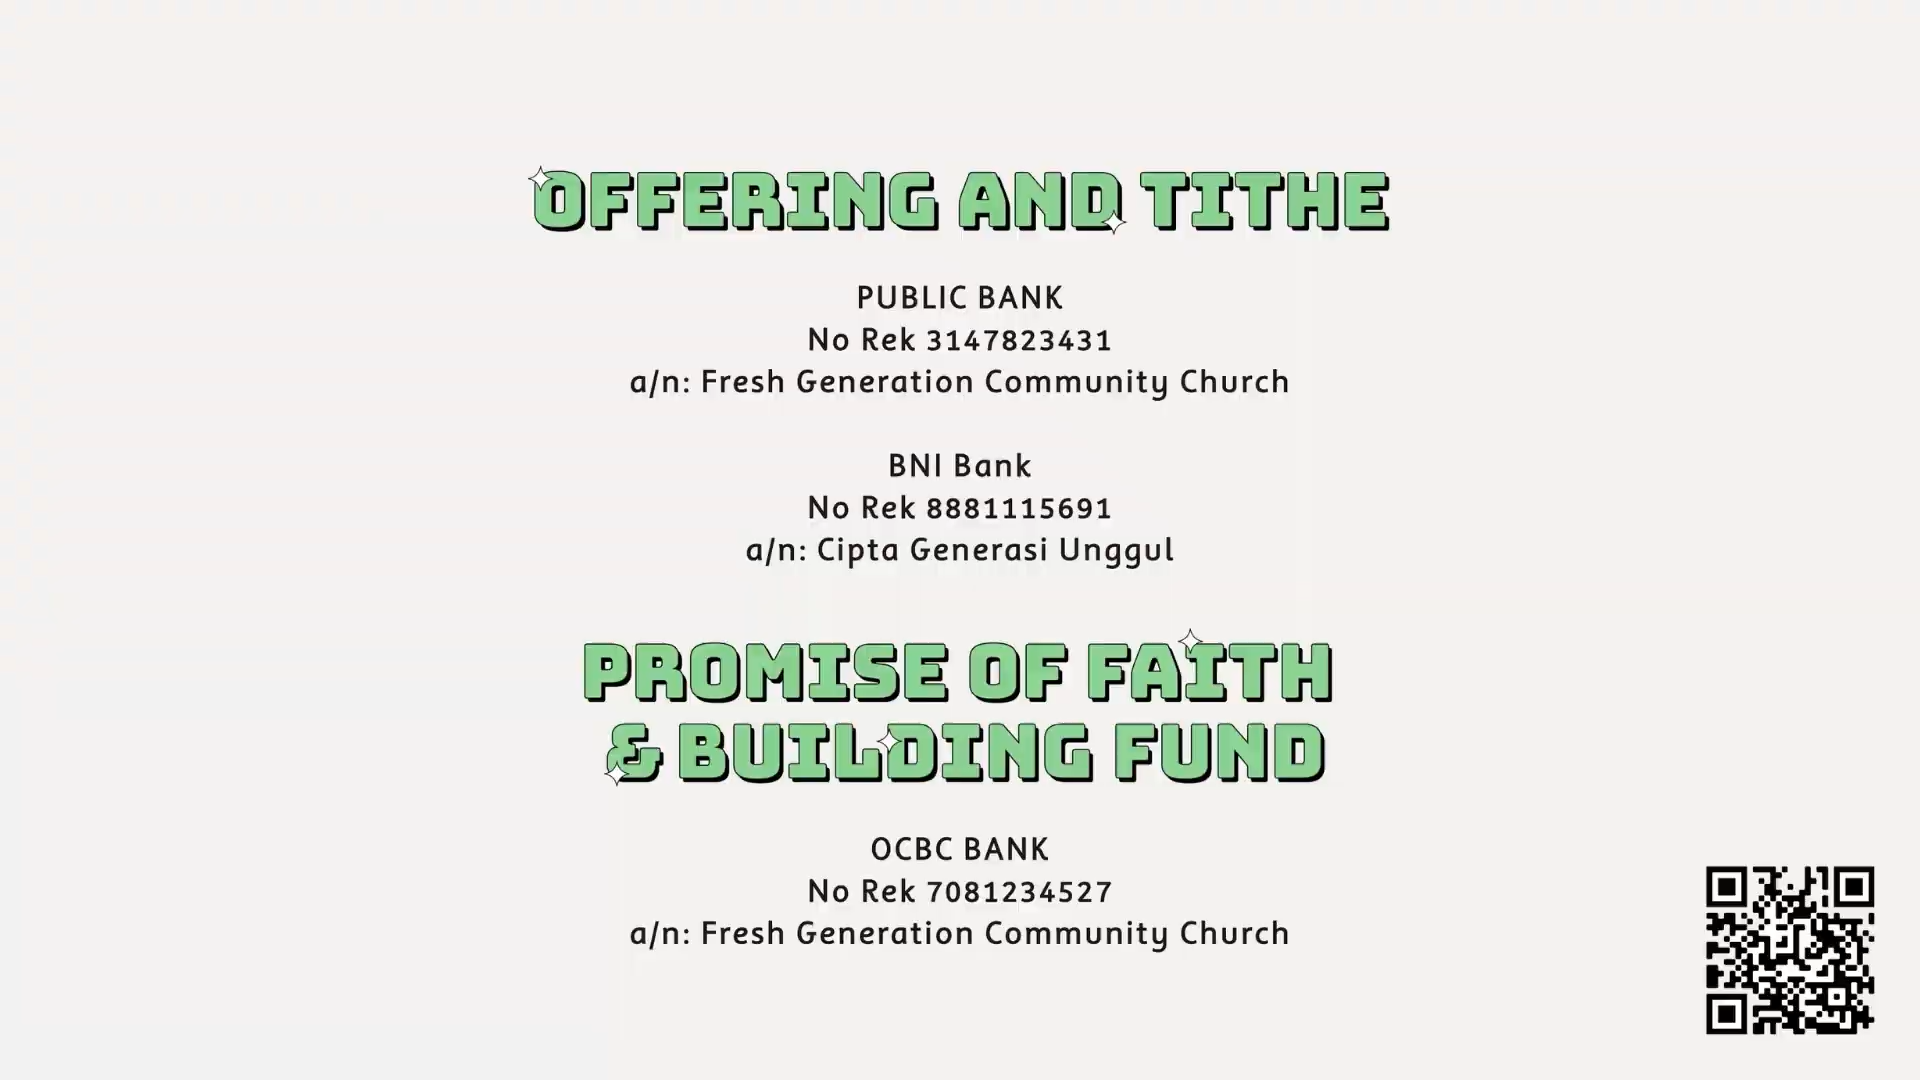 OFFERING AND TITHE
PUBLIC BANK
No Rek 3147823431
a/n: Fresh Generation Community Church
BNI Bank
No Rek 8881115691
a/n: Cipta Generasi Unggul
PROMISE OF FAITH
& BUILDING FUND
OCBC BANK
No Rek 7081234527
a/n: Fresh Generation Community Church